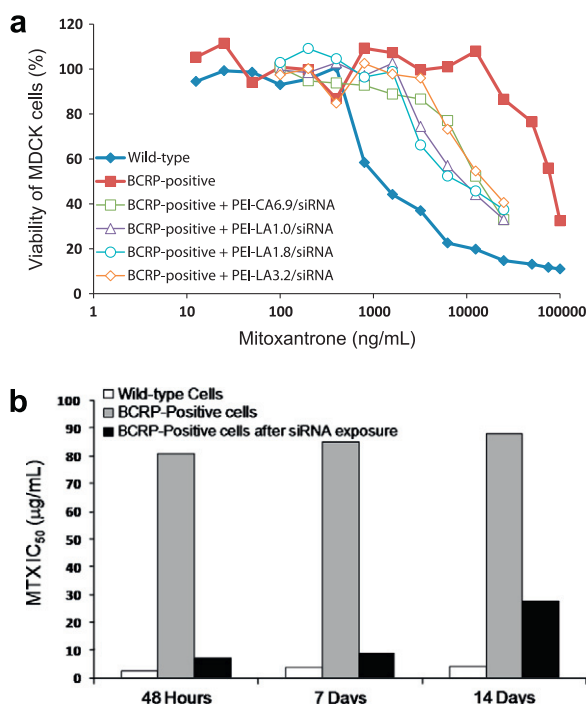 a
120
100
80
60
40
20
0
Viability of MDCK cells (%)
Wild-type
BCRP-positive
BCRP-positive + PEI-CA6.9/siRNA
BCRP-positive + PEI-LA1.0/siRNA
BCRP-positive + PEI-LA1.8/siRNA
BCRP-positive + PEI-LA3.2/siRNA
1 10 100 1000 10000 100000
Mitoxantrone (ng/mL)
b
Wild-type Cells
BCRP-Positive cells
BCRP-Positive cells after siRNA exposure
100
90
80
70
60
50
40
30
20
10
0
MTX IC50 (µg/mL)
48 Hours 7 Days 14 Days